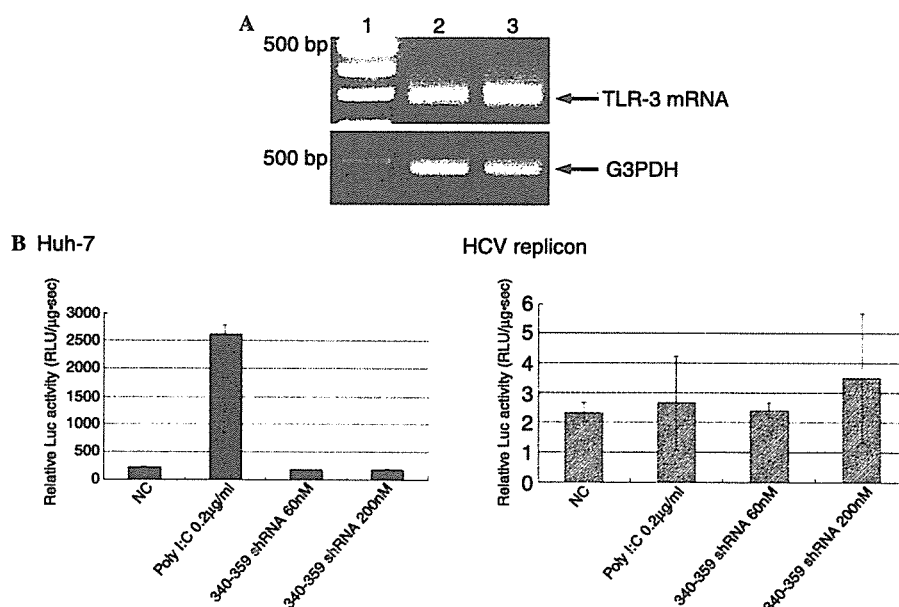 A
1 2 3
500 bp
TLR-3 mRNA
500 bp
G3PDH
B Huh-7
Relative Luc activity (RLU/µg•sec)
3000
2500
2000
1500
1000
500
0
NC
Poly I:C 0.2µg/ml
340-359 shRNA 60nM
340-359 shRNA 200nM
HCV replicon
Relative Luc activity (RLU/µg•sec)
6
5
4
3
2
1
0
NC
Poly I:C 0.2µg/ml
340-359 shRNA 60nM
340-359 shRNA 200nM